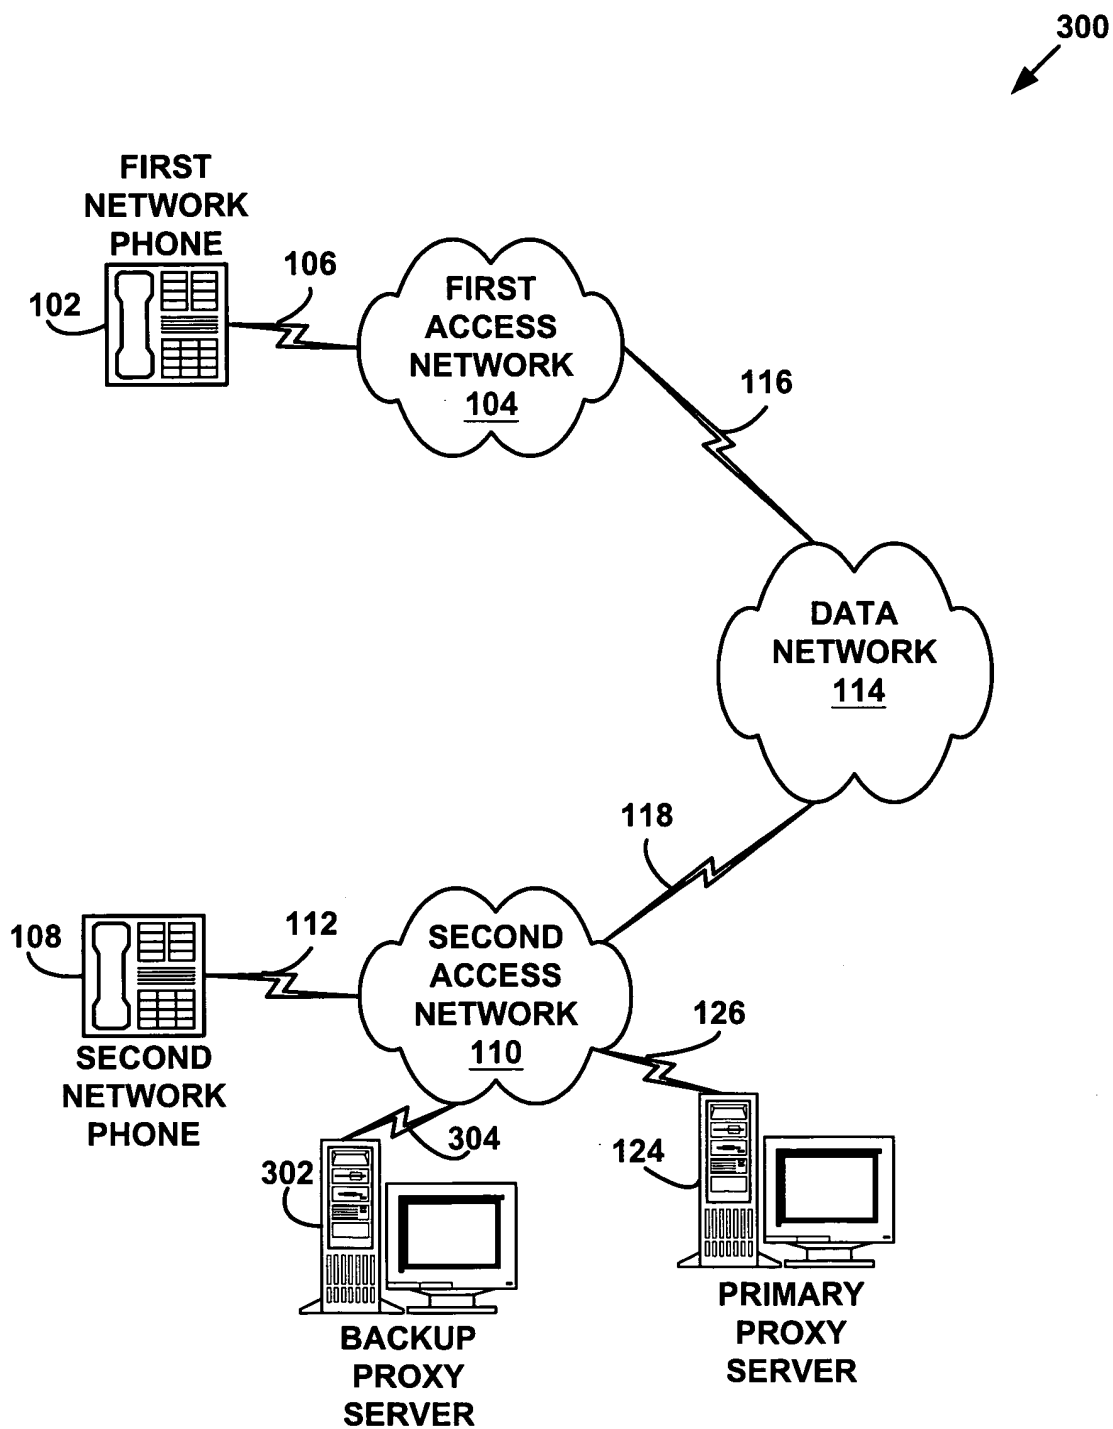 300
FIRST
NETWORK
PHONE
102
106
FIRST
ACCESS
NETWORK
104
116
DATA
NETWORK
114
118
108
112
SECOND
ACCESS
NETWORK
110
126
SECOND
NETWORK
PHONE
304
302
124
BACKUP
PROXY
SERVER
PRIMARY
PROXY
SERVER